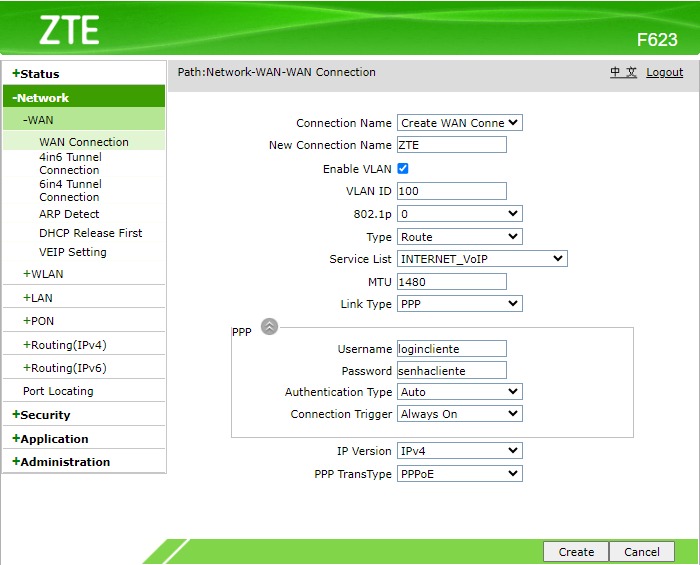 ZTE
F623
Path:Network-WAN-WAN Connection
中 文 Logout
+Status
-Network
-WAN
WAN Connection
4in6 Tunnel
Connection
6in4 Tunnel
Connection
ARP Detect
DHCP Release First
VEIP Setting
+WLAN
+LAN
+PON
+Routing(IPv4)
+Routing(IPv6)
Port Locating
+Security
+Application
+Administration
Connection Name Create WAN Conne
New Connection Name ZTE
Enable VLAN
VLAN ID 100
802.1p 0
Type Route
Service List INTERNET_VoIP
MTU 1480
Link Type PPP
PPP
Username logincliente
Password senhacliente
Authentication Type Auto
Connection Trigger Always On
IP Version IPv4
PPP TransType PPPoE
Create Cancel